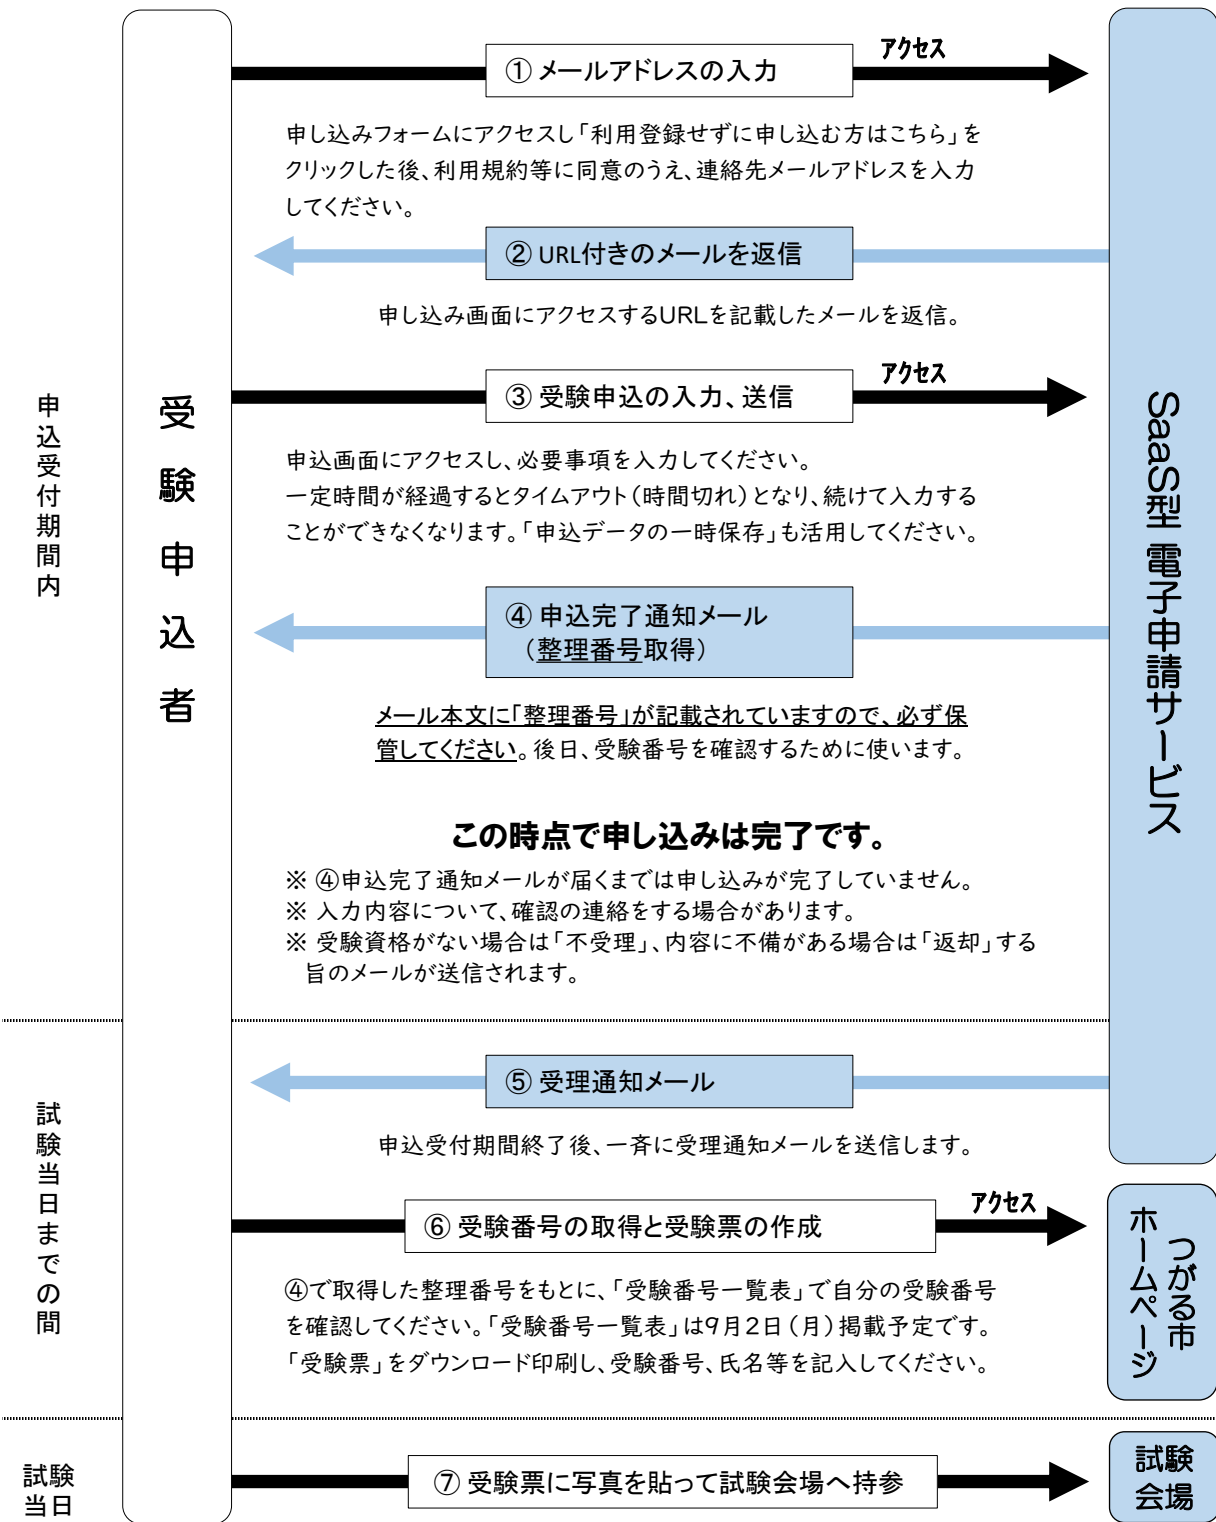 申込受付期間内
受験申込者
① メールアドレスの入力
アクセス
申し込みフォームにアクセスし「利用登録せずに申し込む方はこちら」を
クリックした後、利用規約等に同意のうえ、連絡先メールアドレスを入力
してください。
② URL付きのメールを返信
申し込み画面にアクセスするURLを記載したメールを返信。
③ 受験申込の入力、送信
アクセス
申込画面にアクセスし、必要事項を入力してください。
一定時間が経過するとタイムアウト(時間切れ)となり、続けて入力する
ことができなくなります。「申込データの一時保存」も活用してください。
④ 申込完了通知メール
(整理番号取得)
メール本文に「整理番号」が記載されていますので、必ず保
管してください。後日、受験番号を確認するために使います。
この時点で申し込みは完了です。
※ ④申込完了通知メールが届くまでは申し込みが完了していません。
※ 入力内容について、確認の連絡をする場合があります。
※ 受験資格がない場合は「不受理」、内容に不備がある場合は「返却」する
旨のメールが送信されます。
SaaS型 電子申請サービス
試験当日までの間
⑤ 受理通知メール
申込受付期間終了後、一斉に受理通知メールを送信します。
⑥ 受験番号の取得と受験票の作成
アクセス
④で取得した整理番号をもとに、「受験番号一覧表」で自分の受験番号
を確認してください。「受験番号一覧表」は9月2日(月)掲載予定です。
「受験票」をダウンロード印刷し、受験番号、氏名等を記入してください。
つがる市
ホームページ
試験
当日
⑦ 受験票に写真を貼って試験会場へ持参
試験
会場